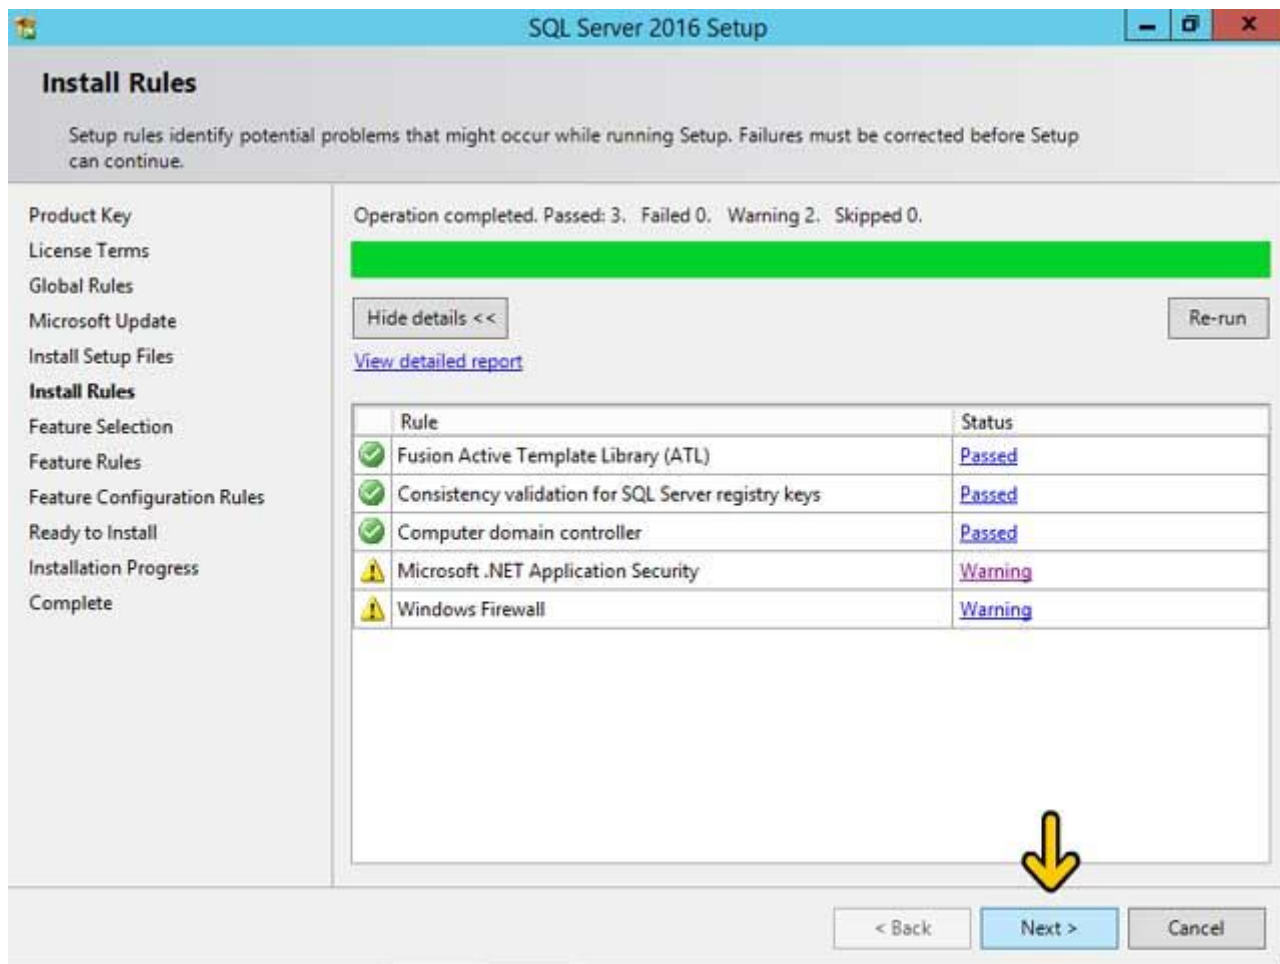 SQL Server 2016 Setup
Install Rules
Setup rules identify potential problems that might occur while running Setup. Failures must be corrected before Setup
can continue.
Product Key
License Terms
Global Rules
Microsoft Update
Install Setup Files
Install Rules
Feature Selection
Feature Rules
Feature Configuration Rules
Ready to Install
Installation Progress
Complete
Operation completed. Passed: 3. Failed 0. Warning 2. Skipped 0.
Hide details << Re-run
View detailed report
Rule Status
Fusion Active Template Library (ATL) Passed
Consistency validation for SQL Server registry keys Passed
Computer domain controller Passed
Microsoft .NET Application Security Warning
Windows Firewall Warning
< Back Next > Cancel